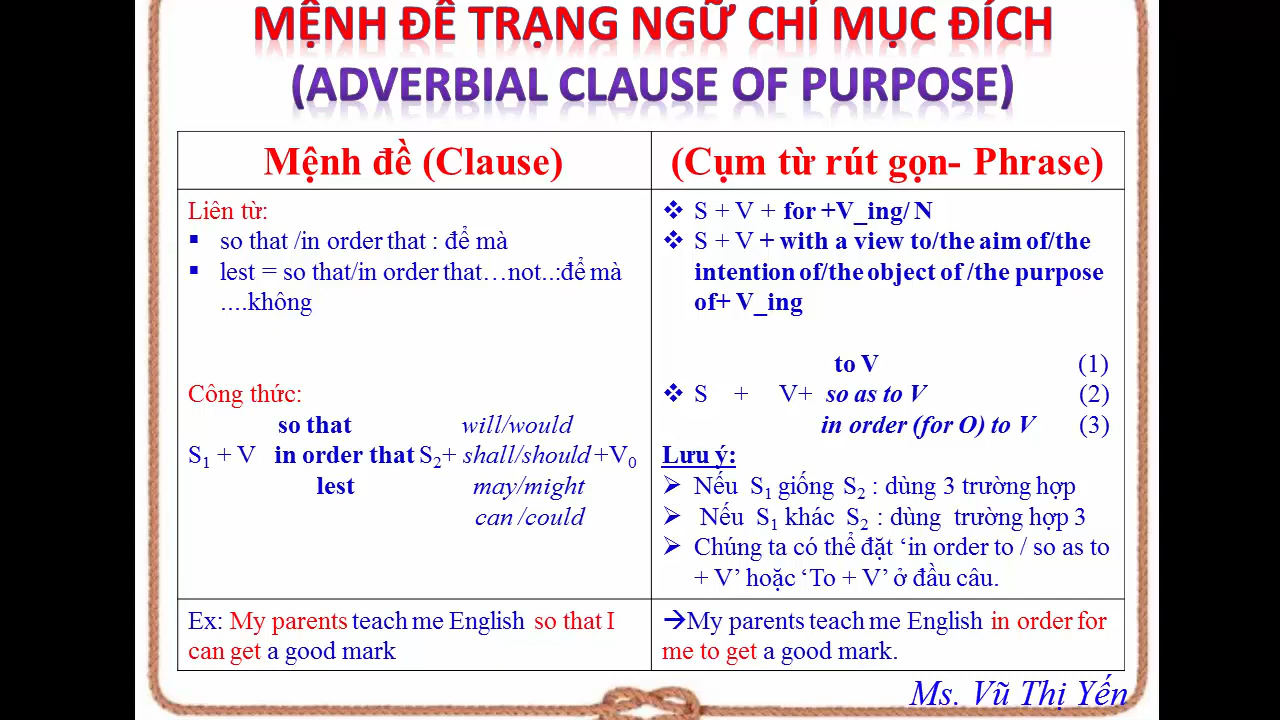 MỆNH ĐỀ TRẠNG NGỮ CHỈ MỤC ĐÍCH
(ADVERBIAL CLAUSE OF PURPOSE)
Mệnh đề (Clause)
Liên từ:
▪ so that /in order that : để mà
▪ lest = so that/in order that…not..:để mà
….không
Công thức:
so that will/would
S₁ + V in order that S₂+ shall/should +V₀
lest may/might
can /could
Ex: My parents teach me English so that I
can get a good mark
(Cụm từ rút gọn- Phrase)
❖ S + V + for +V_ing/ N
❖ S + V + with a view to/the aim of/the
intention of/the object of /the purpose
of+ V_ing
to V (1)
❖ S + V+ so as to V (2)
in order (for O) to V (3)
Lưu ý:
➢ Nếu S₁ giống S₂ : dùng 3 trường hợp
➢ Nếu S₁ khác S₂ : dùng trường hợp 3
➢ Chúng ta có thể đặt ‘in order to / so as to
+ V’ hoặc ‘To + V’ ở đầu câu.
→My parents teach me English in order for
me to get a good mark.
Ms. Vũ Thị Yến